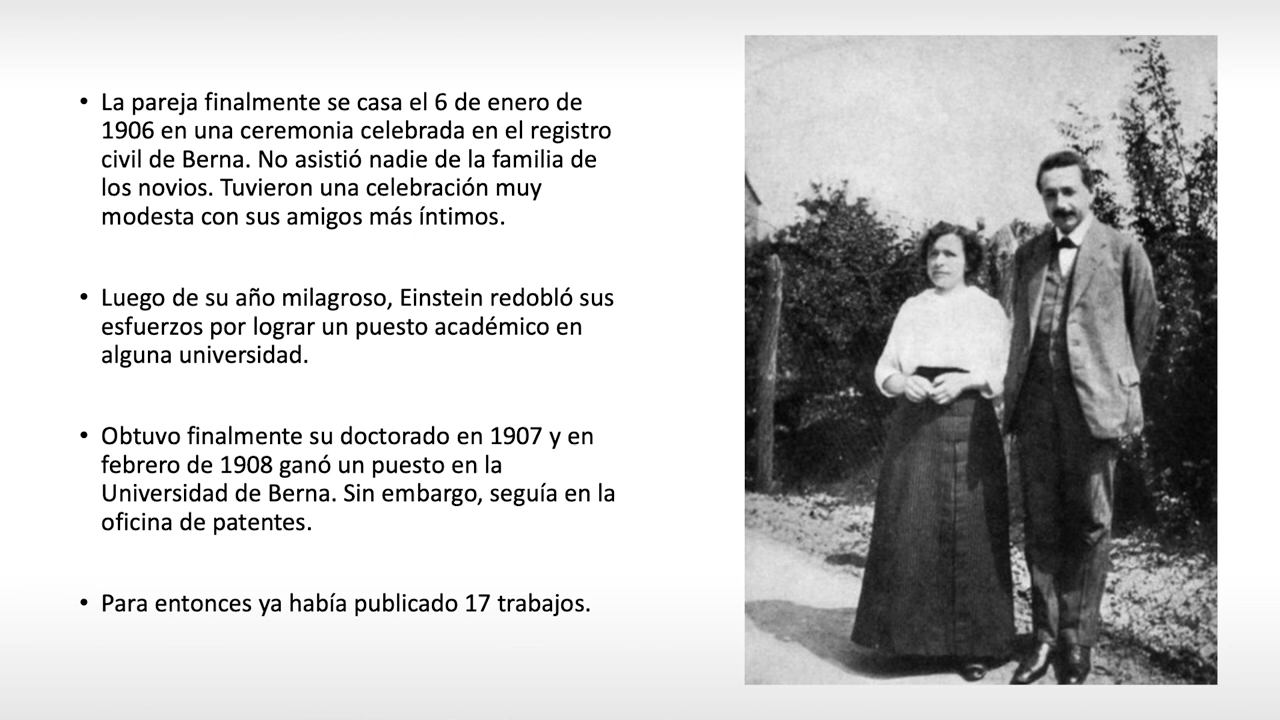 • La pareja finalmente se casa el 6 de enero de
1906 en una ceremonia celebrada en el registro
civil de Berna. No asistió nadie de la familia de
los novios. Tuvieron una celebración muy
modesta con sus amigos más íntimos.
• Luego de su año milagroso, Einstein redobló sus
esfuerzos por lograr un puesto académico en
alguna universidad.
• Obtuvo finalmente su doctorado en 1907 y en
febrero de 1908 ganó un puesto en la
Universidad de Berna. Sin embargo, seguía en la
oficina de patentes.
• Para entonces ya había publicado 17 trabajos.